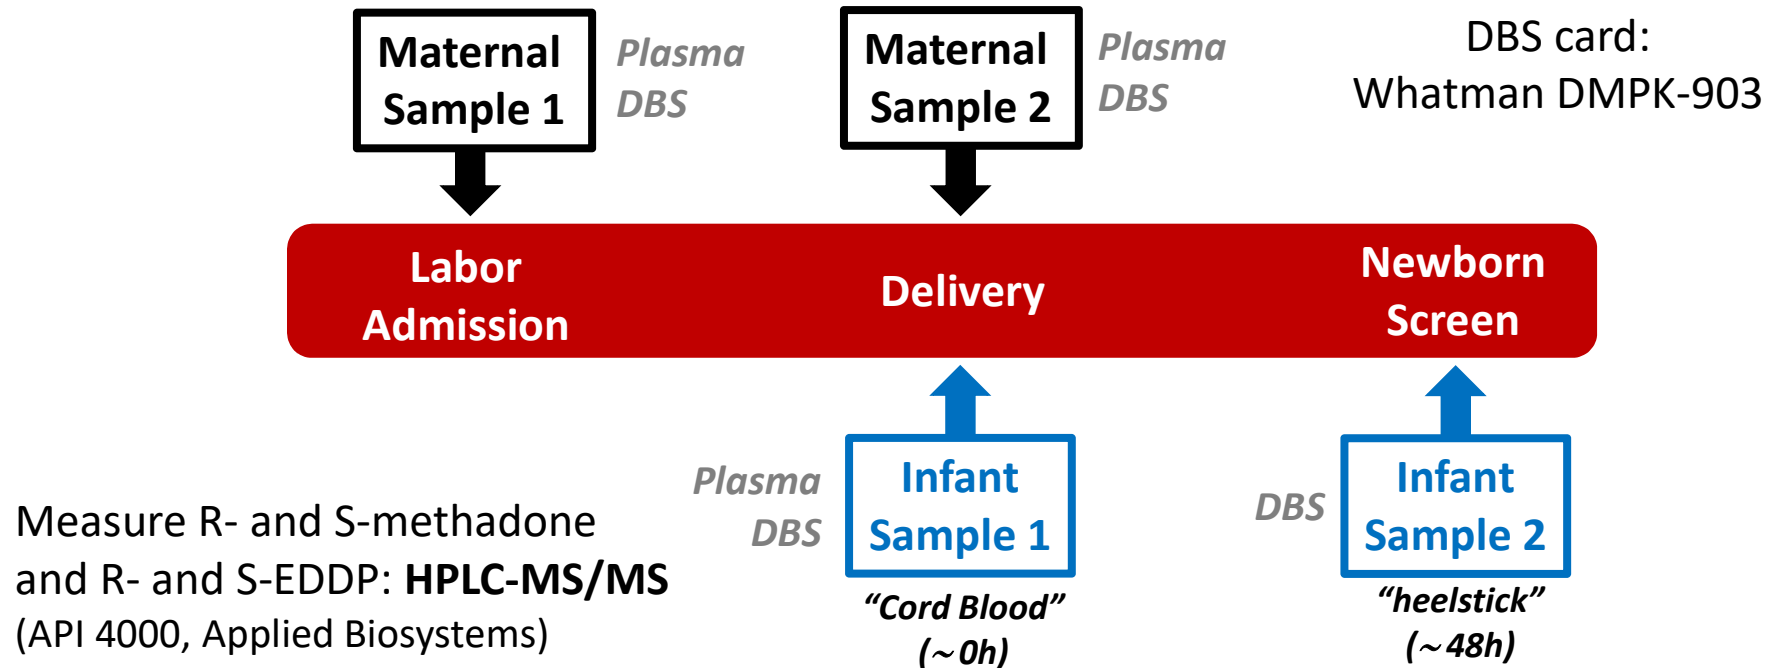 Maternal
Sample 1
Plasma
DBS
Maternal
Sample 2
Plasma
DBS
DBS card:
Whatman DMPK-903
Labor
Admission
Delivery
Newborn
Screen
Plasma
DBS
Infant
Sample 1
"Cord Blood"
(~0h)
DBS
Infant
Sample 2
"heelstick"
(~48h)
Measure R- and S-methadone
and R- and S-EDDP: HPLC-MS/MS
(API 4000, Applied Biosystems)